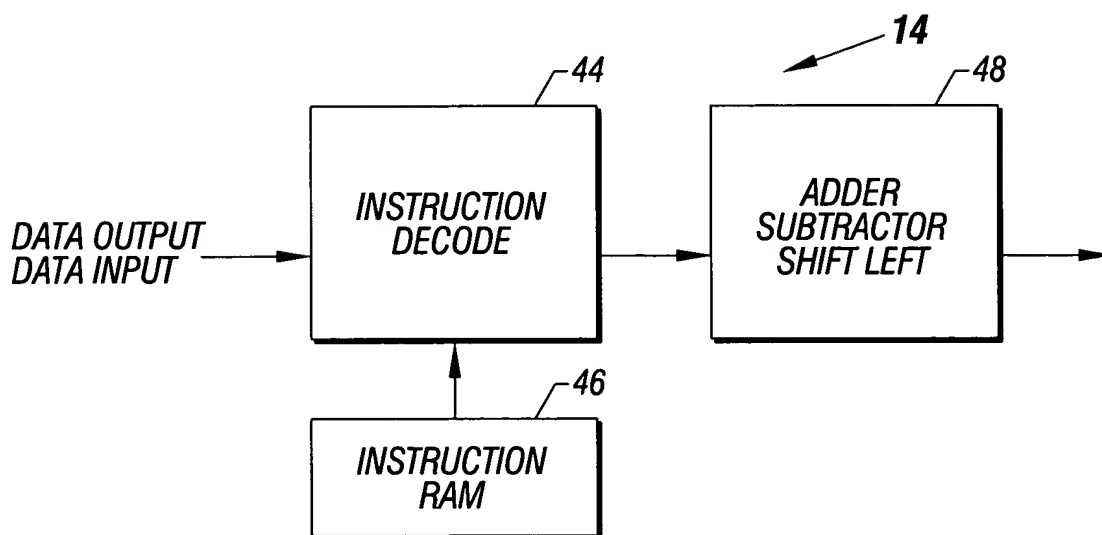 14
44
48
INSTRUCTION
DECODE
ADDER
SUBTRACTOR
SHIFT LEFT
DATA OUTPUT
DATA INPUT
46
INSTRUCTION
RAM